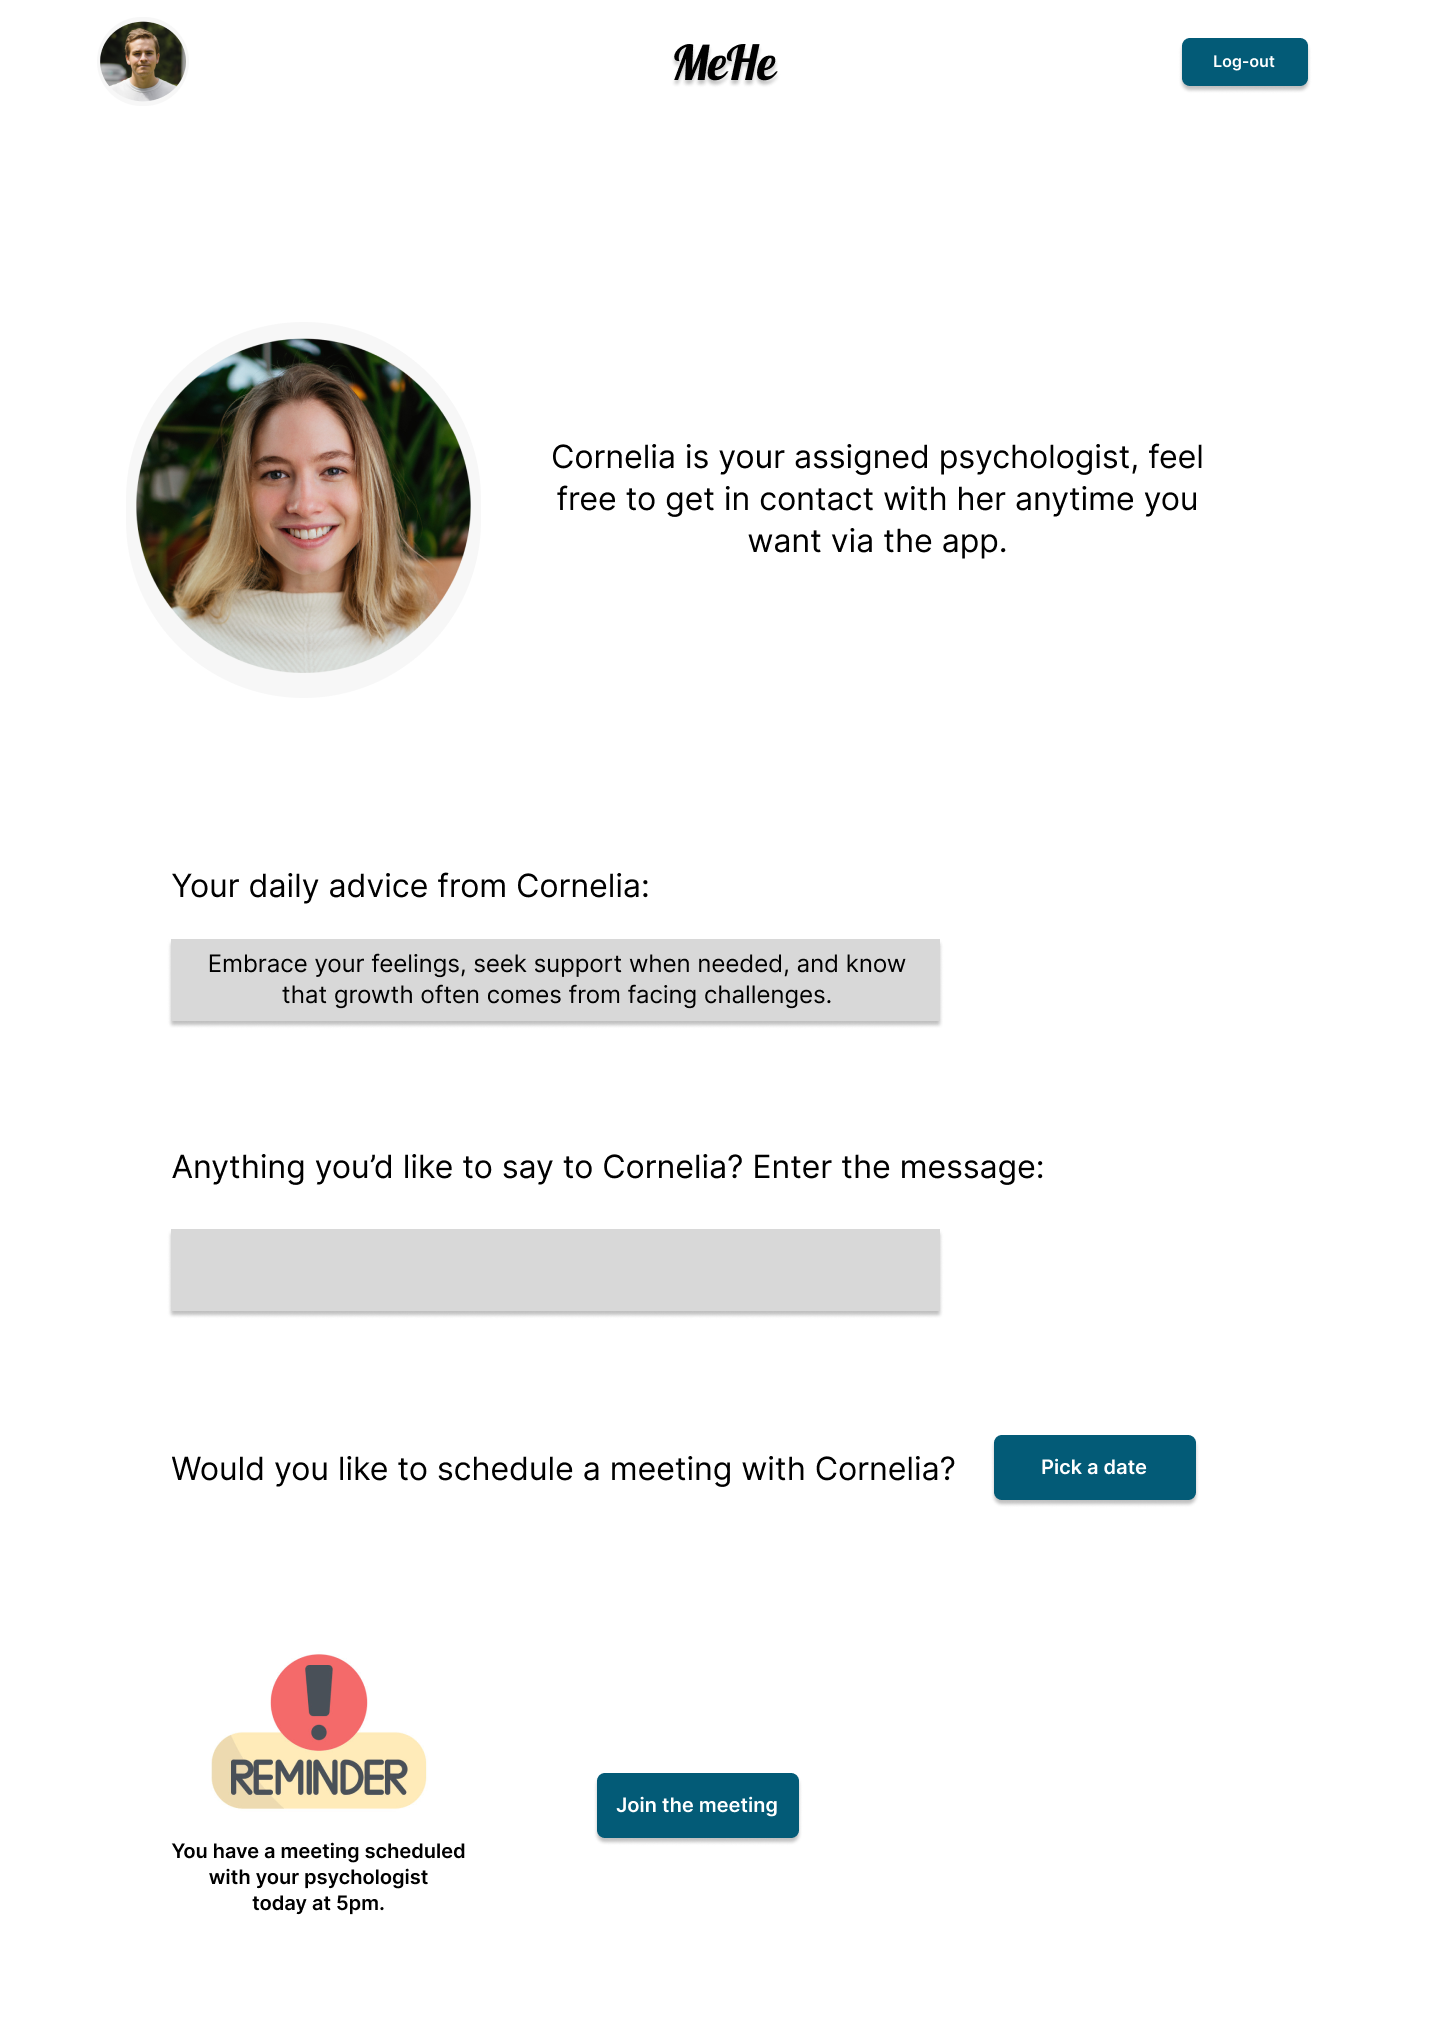 MeHe
Log-out
Cornelia is your assigned psychologist, feel
free to get in contact with her anytime you
want via the app.
Your daily advice from Cornelia:
Embrace your feelings, seek support when needed, and know
that growth often comes from facing challenges.
Anything you’d like to say to Cornelia? Enter the message:
Would you like to schedule a meeting with Cornelia?
Pick a date
REMINDER
Join the meeting
You have a meeting scheduled
with your psychologist
today at 5pm.